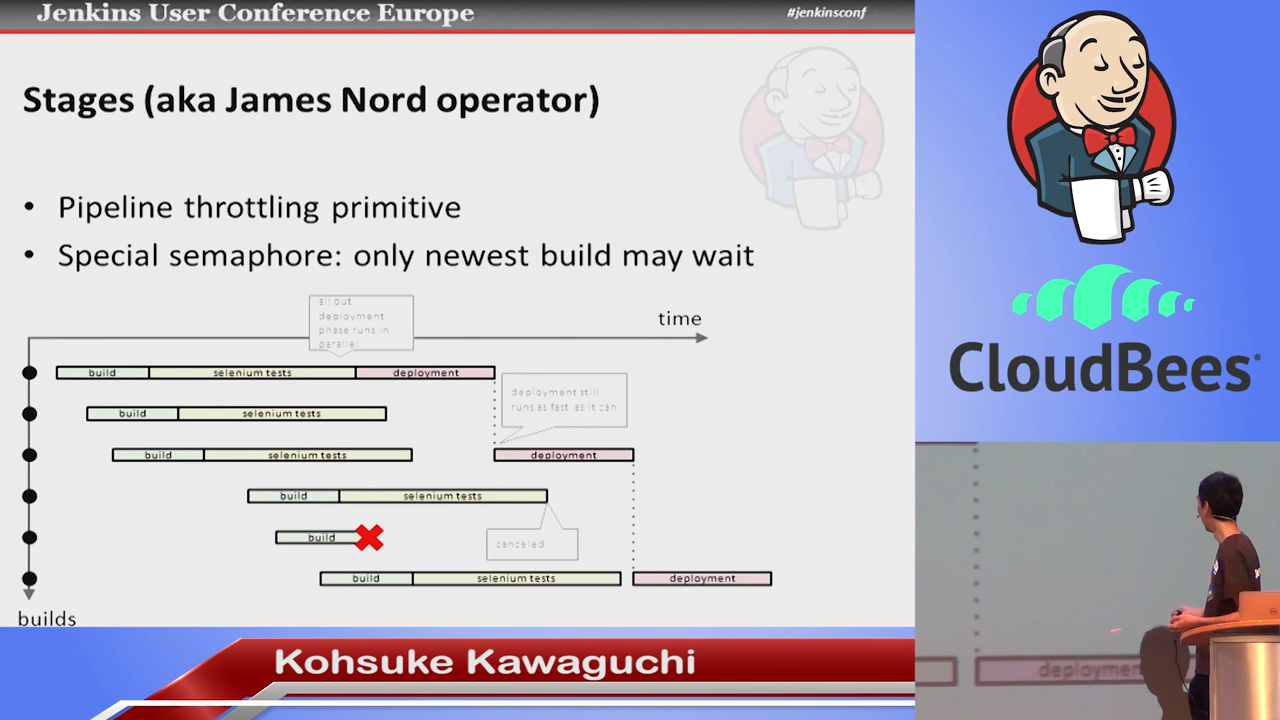 Jenkins User Conference Europe
#jenkinsconf
Stages (aka James Nord operator)
• Pipeline throttling primitive
• Special semaphore: only newest build may wait
all but
deployment
phase runs in
parallel
time
build
selenium tests
deployment
deployment still
runs as fast as it can
build
selenium tests
build
selenium tests
deployment
build
selenium tests
build
canceled
build
selenium tests
deployment
builds
CloudBees
deploymen
Kohsuke Kawaguchi